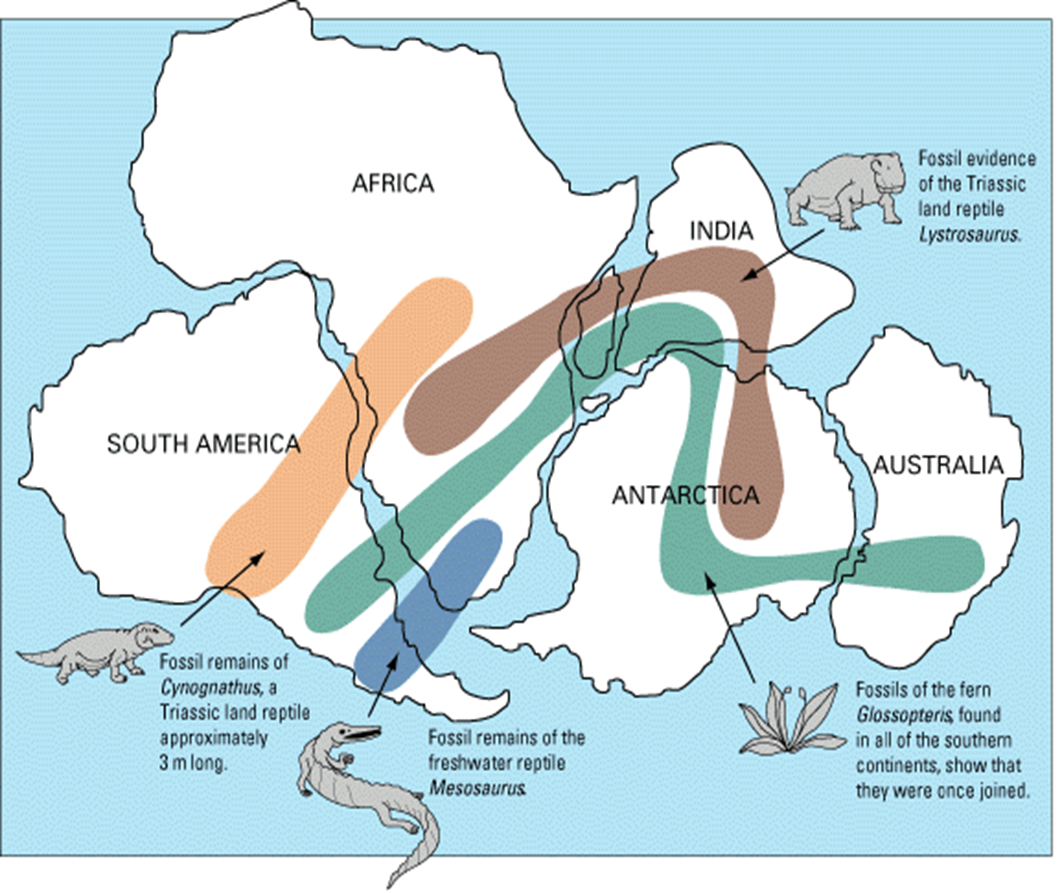 AFRICA
INDIA
Fossil evidence
of the Triassic
land reptile
Lystrosaurus.
SOUTH AMERICA
ANTARCTICA
AUSTRALIA
Fossil remains of
Cynognathus, a
Triassic land reptile
approximately
3 m long.
Fossil remains of the
freshwater reptile
Mesosaurus.
Fossils of the fern
Glossopteris, found
in all of the southern
continents, show that
they were once joined.